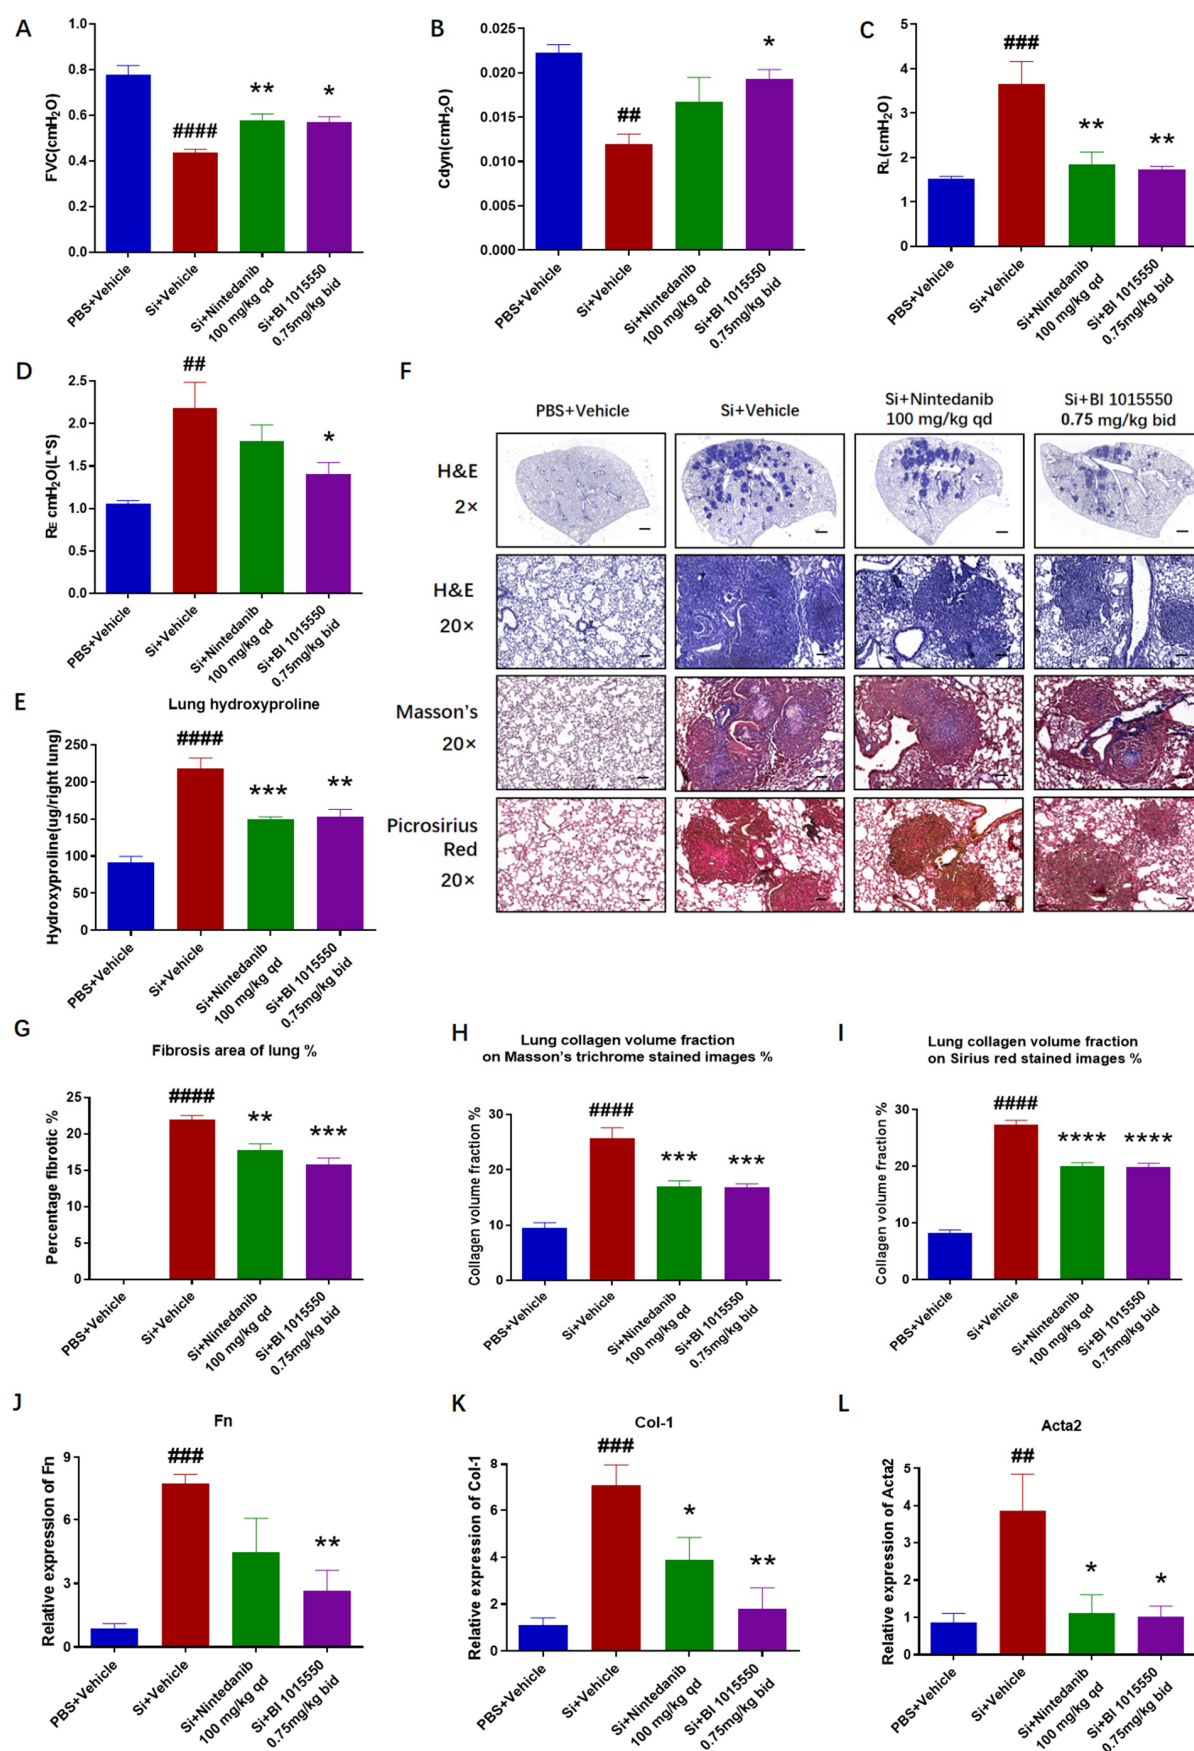 A
FVC(cmH2O)
1.0
0.8
0.6
0.4
0.2
0.0
####
**
*
PBS+Vehicle
Si+Vehicle
Si+Nintedanib
100 mg/kg qd
Si+BI 1015550
0.75mg/kg bid
B
Cdyn(cmH2O)
0.025
0.020
0.015
0.010
0.005
0.000
##
*
PBS+Vehicle
Si+Vehicle
Si+Nintedanib
100 mg/kg qd
Si+BI 1015550
0.75mg/kg bid
C
RL(cmH2O)
5
4
3
2
1
0
###
**
**
PBS+Vehicle
Si+Vehicle
Si+Nintedanib
100 mg/kg qd
Si+BI 1015550
0.75mg/kg bid
D
RE cmH2O(L*S)
2.5
2.0
1.5
1.0
0.5
0.0
##
*
PBS+Vehicle
Si+Vehicle
Si+Nintedanib
100 mg/kg qd
Si+BI 1015550
0.75mg/kg bid
E
Lung hydroxyproline
Hydroxyproline(ug/right lung)
250
200
150
100
50
0
####
***
**
PBS+Vehicle
Si+Vehicle
Si+Nintedanib
100 mg/kg qd
Si+BI 1015550
0.75mg/kg bid
F
PBS+Vehicle
Si+Vehicle
Si+Nintedanib
100 mg/kg qd
Si+BI 1015550
0.75 mg/kg bid
H&E
2×
H&E
20×
Masson's
20×
Picrosirius
Red
20×
G
Fibrosis area of lung %
Percentage fibrotic %
25
20
15
10
5
0
####
**
***
PBS+Vehicle
Si+Vehicle
Si+Nintedanib
100 mg/kg qd
Si+BI 1015550
0.75mg/kg bid
H
Lung collagen volume fraction
on Masson's trichrome stained images %
Collagen volume fraction %
30
20
10
0
####
***
***
PBS+Vehicle
Si+Vehicle
Si+Nintedanib
100 mg/kg qd
Si+BI 1015550
0.75mg/kg bid
I
Lung collagen volume fraction
on Sirius red stained images %
Collagen volume fraction %
30
20
10
0
####
****
****
PBS+Vehicle
Si+Vehicle
Si+Nintedanib
100 mg/kg qd
Si+BI 1015550
0.75mg/kg bid
J
Fn
Relative expression of Fn
9
6
3
0
###
**
PBS+Vehicle
Si+Vehicle
Si+Nintedanib
100 mg/kg qd
Si+BI 1015550
0.75mg/kg bid
K
Col-1
Relative expression of Col-1
8
6
4
2
0
###
*
**
PBS+Vehicle
Si+Vehicle
Si+Nintedanib
100 mg/kg qd
Si+BI 1015550
0.75mg/kg bid
L
Acta2
Relative expression of Acta2
5
4
3
2
1
0
##
*
*
PBS+Vehicle
Si+Vehicle
Si+Nintedanib
100 mg/kg qd
Si+BI 1015550
0.75mg/kg bid